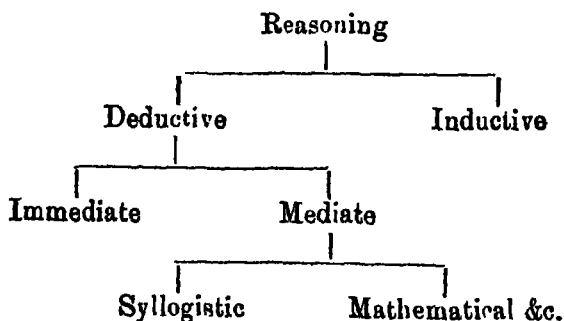 Reasoning
Deductive Inductive
Immediate Mediate
Syllogistic Mathematical &c.